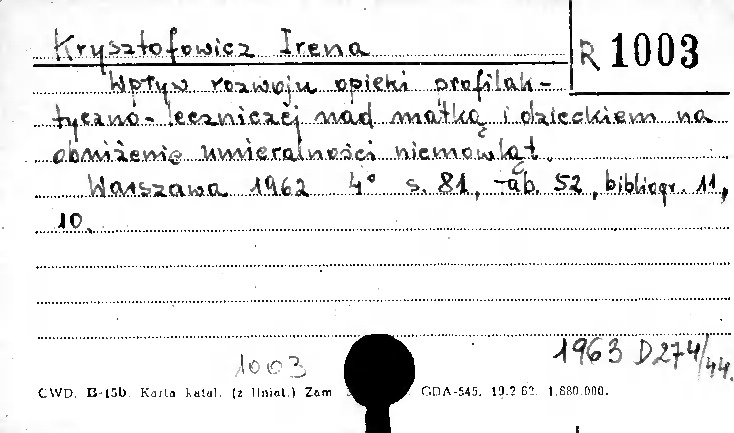 Krysztofowicz Irena
R 1003
Wpływ rozwoju opieki profilak-
tyczno-leczniczej nad matką i dzieckiem na
obniżenie umieralności niemowląt.
Warszawa 1962 4° s. 81, tab. 52, bibliogr. 11,
10.
1963 D274/44.
1003
CWD. B-15b. Karta katal. (z liniat.) Zam GDA-545. 19.2.62. 1.880.000.